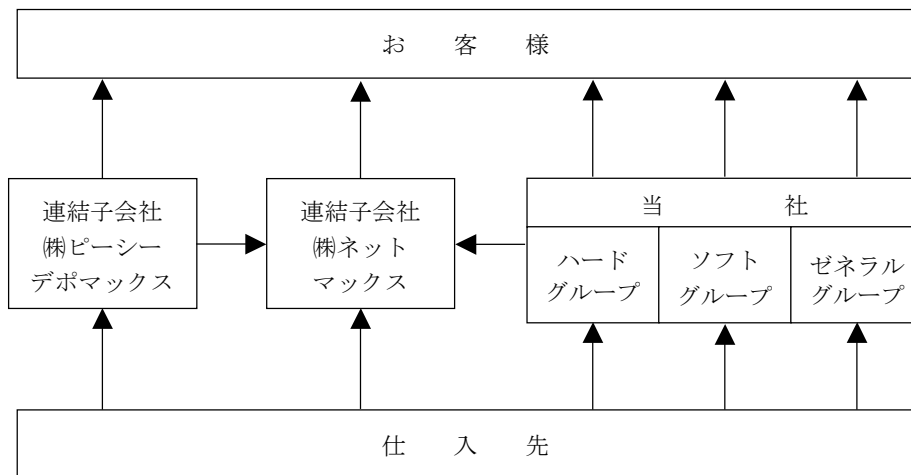 お客様
連結子会社
㈱ピーシー
デポマックス
連結子会社
㈱ネット
マックス
当社
ハード
グループ
ソフト
グループ
ゼネラル
グループ
仕入先